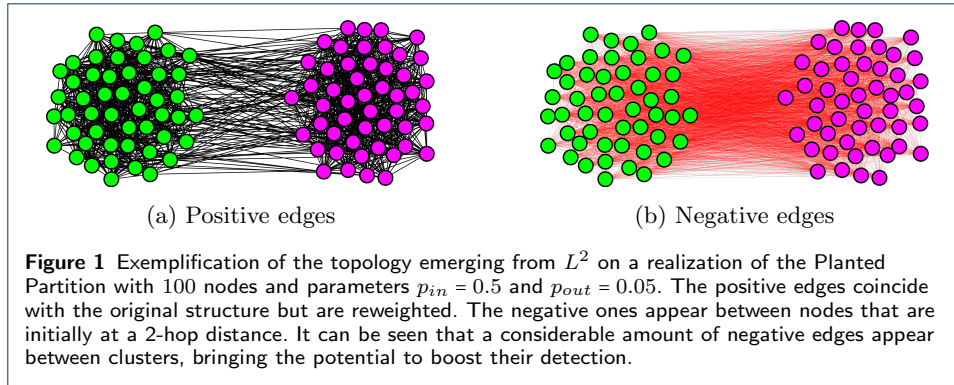 (a) Positive edges
(b) Negative edges
Figure 1 Exemplification of the topology emerging from L² on a realization of the Planted
Partition with 100 nodes and parameters p_in = 0.5 and p_out = 0.05. The positive edges coincide
with the original structure but are reweighted. The negative ones appear between nodes that are
initially at a 2-hop distance. It can be seen that a considerable amount of negative edges appear
between clusters, bringing the potential to boost their detection.